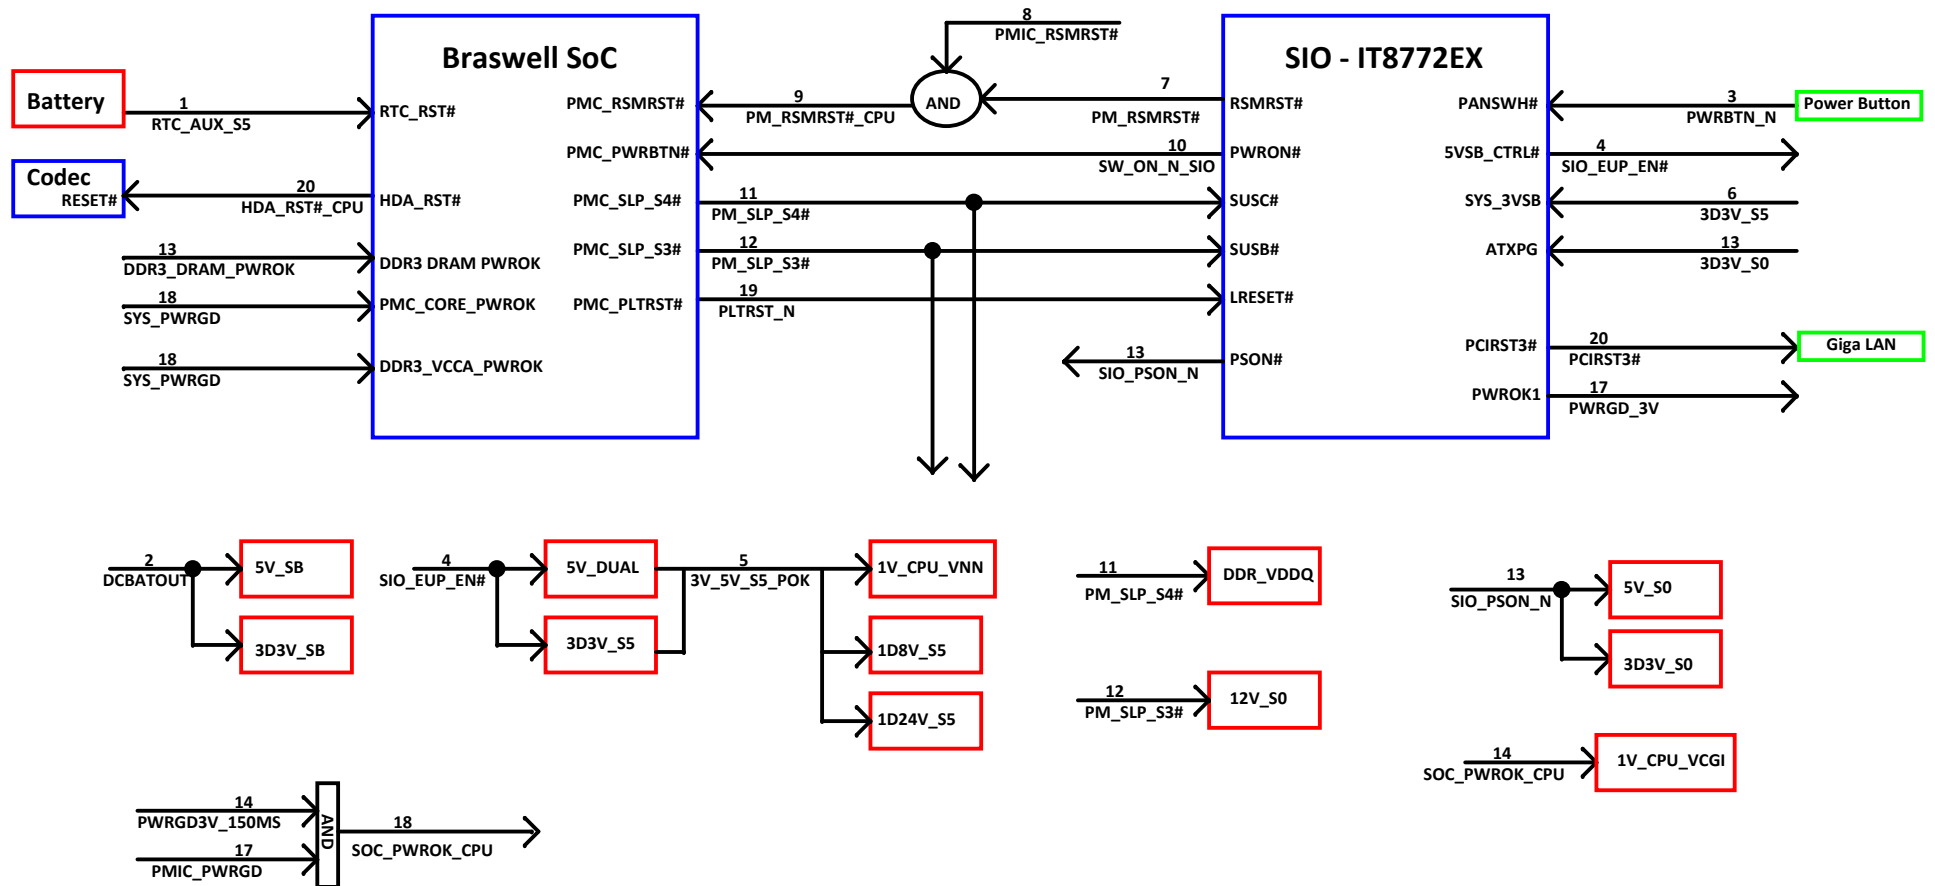 8
PMIC_RSMRST#
Braswell SoC
SIO - IT8772EX
Battery
1
RTC_AUX_S5
RTC_RST#
PMC_RSMRST#
9
PM_RSMRST#_CPU
AND
7
PM_RSMRST#
RSMRST#
PANSWH#
3
PWRBTN_N
Power Button
PMC_PWRBTN#
10
SW_ON_N_SIO
PWRON#
5VSB_CTRL#
4
SIO_EUP_EN#
Codec
RESET#
20
HDA_RST#_CPU
HDA_RST#
PMC_SLP_S4#
11
PM_SLP_S4#
SUSC#
SYS_3VSB
6
3D3V_S5
13
DDR3_DRAM_PWROK
DDR3 DRAM PWROK
PMC_SLP_S3#
12
PM_SLP_S3#
SUSB#
ATXPG
13
3D3V_S0
18
SYS_PWRGD
PMC_CORE_PWROK
PMC_PLTRST#
19
PLTRST_N
LRESET#
18
SYS_PWRGD
DDR3_VCCA_PWROK
13
SIO_PSON_N
PSON#
PCIRST3#
20
PCIRST3#
Giga LAN
PWROK1
17
PWRGD_3V
2
DCBATOUT
5V_SB
3D3V_SB
4
SIO_EUP_EN#
5V_DUAL
3D3V_S5
5
3V_5V_S5_POK
1V_CPU_VNN
1D8V_S5
1D24V_S5
11
PM_SLP_S4#
DDR_VDDQ
12
PM_SLP_S3#
12V_S0
13
SIO_PSON_N
5V_S0
3D3V_S0
14
SOC_PWROK_CPU
1V_CPU_VCGI
14
PWRGD3V_150MS
17
PMIC_PWRGD
AND
18
SOC_PWROK_CPU